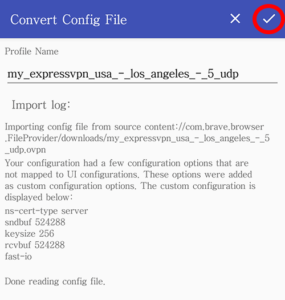 Convert Config File
Profile Name
my_expressvpn_usa_-_los_angeles_-_5_udp
Import log:
Importing config file from source content://com.brave.browser
.FileProvider/downloads/my_expressvpn_usa_-_los_angeles_-_5
_udp.ovpn
Your configuration had a few configuration options that are
not mapped to UI configurations. These options were added
as custom configuration options. The custom configuration is
displayed below:
ns-cert-type server
sndbuf 524288
keysize 256
rcvbuf 524288
fast-io
Done reading config file.